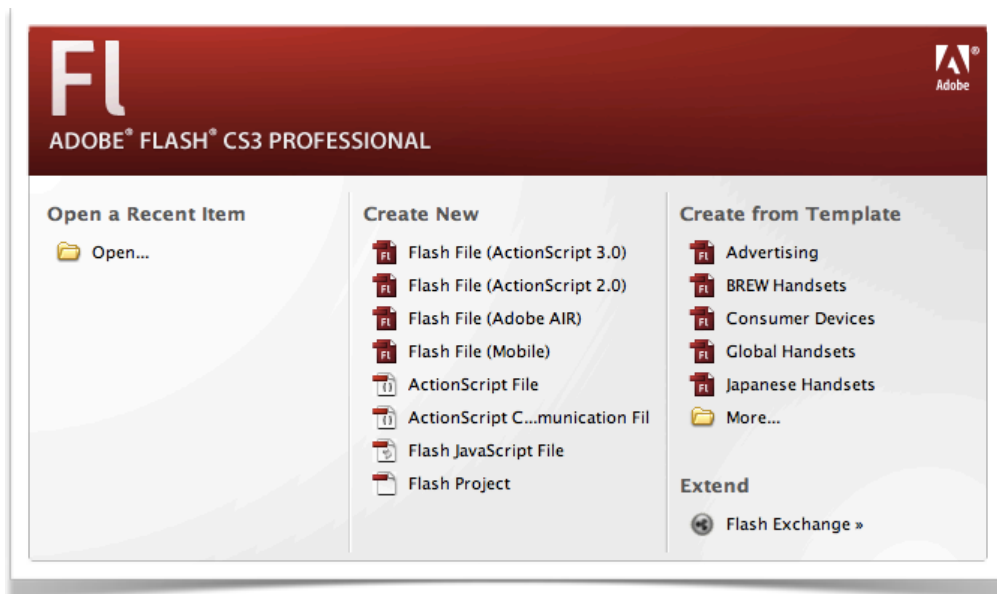 Fl
Adobe®
ADOBE® FLASH® CS3 PROFESSIONAL
Open a Recent Item
Open...
Create New
Flash File (ActionScript 3.0)
Flash File (ActionScript 2.0)
Flash File (Adobe AIR)
Flash File (Mobile)
ActionScript File
ActionScript C...munication Fil
Flash JavaScript File
Flash Project
Create from Template
Advertising
BREW Handsets
Consumer Devices
Global Handsets
Japanese Handsets
More...
Extend
Flash Exchange »